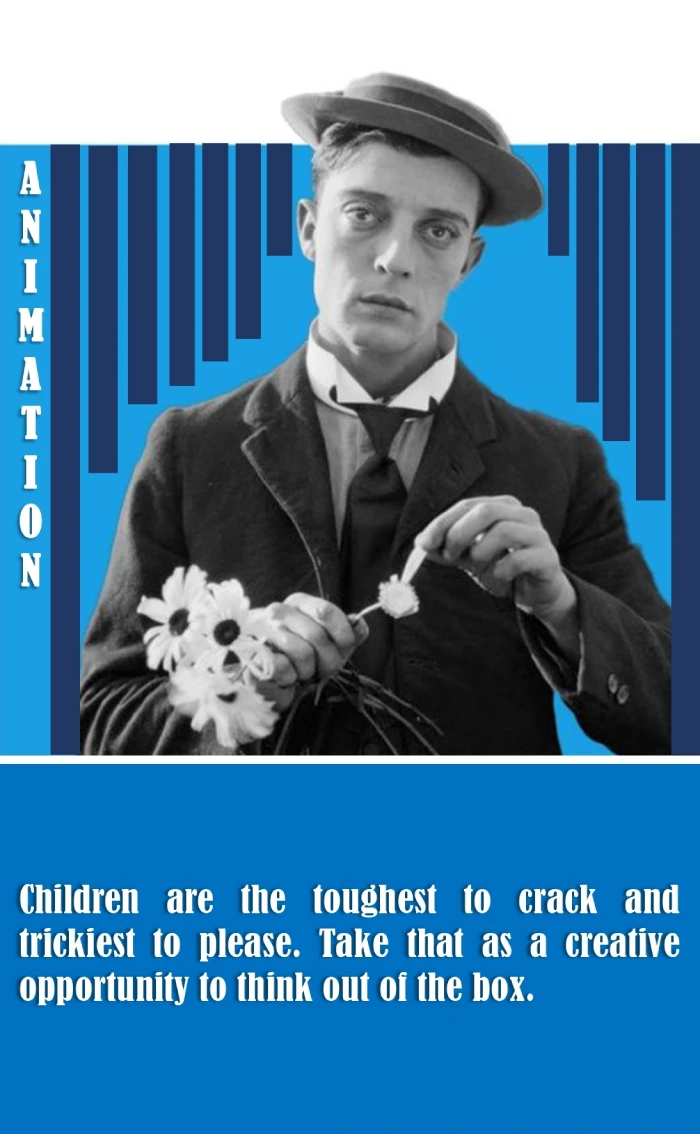 ANIMATION
Children are the toughest to crack and
trickiest to please. Take that as a creative
opportunity to think out of the box.